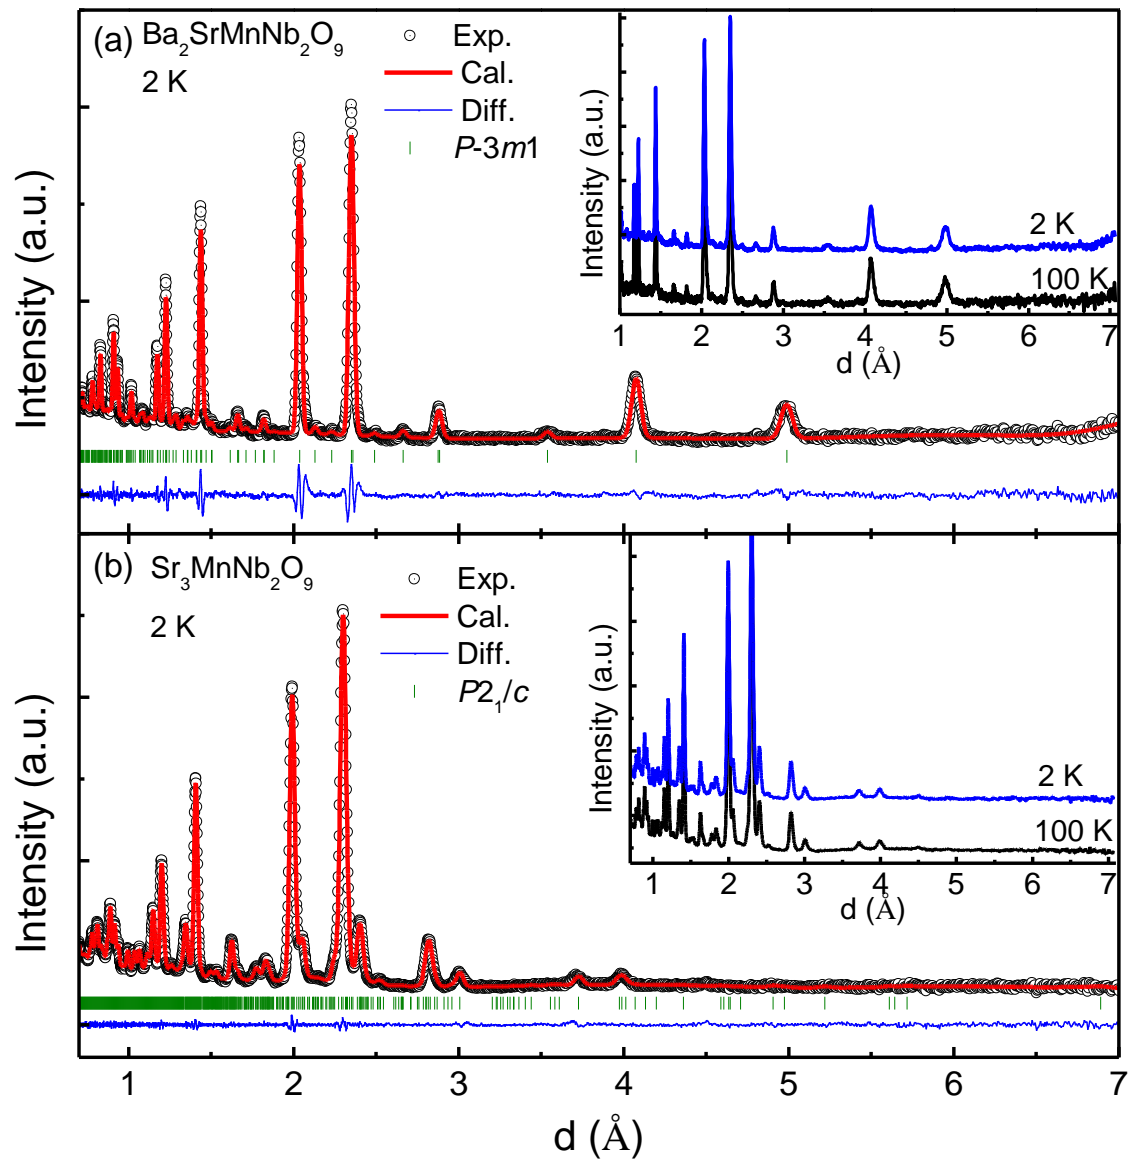 (a) Ba₂SrMnNb₂O₉
2 K
Exp.
Cal.
Diff.
P-3m1
Intensity (a.u.)
Intensity (a.u.)
2 K
100 K
1 2 3 4 5 6 7
d (Å)
(b) Sr₃MnNb₂O₉
2 K
Exp.
Cal.
Diff.
P2₁/c
Intensity (a.u.)
Intensity (a.u.)
2 K
100 K
1 2 3 4 5 6 7
d (Å)
1 2 3 4 5 6 7
d (Å)